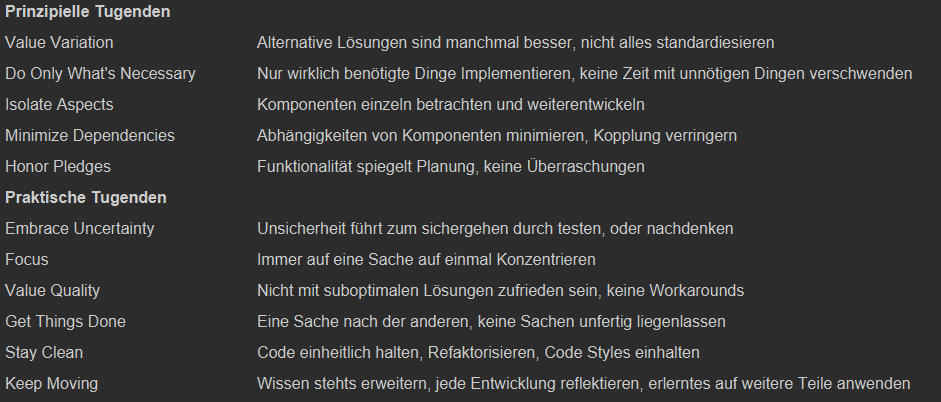 Prinzipielle Tugenden
Value Variation Alternative Lösungen sind manchmal besser, nicht alles standardiesieren
Do Only What's Necessary Nur wirklich benötigte Dinge Implementieren, keine Zeit mit unnötigen Dingen verschwenden
Isolate Aspects Komponenten einzeln betrachten und weiterentwickeln
Minimize Dependencies Abhängigkeiten von Komponenten minimieren, Kopplung verringern
Honor Pledges Funktionalität spiegelt Planung, keine Überraschungen
Praktische Tugenden
Embrace Uncertainty Unsicherheit führt zum sichergehen durch testen, oder nachdenken
Focus Immer auf eine Sache auf einmal Konzentrieren
Value Quality Nicht mit suboptimalen Lösungen zufrieden sein, keine Workarounds
Get Things Done Eine Sache nach der anderen, keine Sachen unfertig liegenlassen
Stay Clean Code einheitlich halten, Refaktorisieren, Code Styles einhalten
Keep Moving Wissen stehts erweitern, jede Entwicklung reflektieren, erlerntes auf weitere Teile anwenden